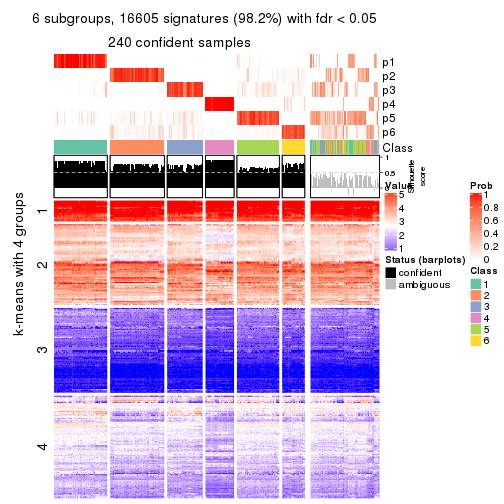 6 subgroups, 16605 signatures (98.2%) with fdr < 0.05
240 confident samples
p1
p2
p3
p4
p5
p6
Class
1
0.5
0
Silhouette
score
k-means with 4 groups
1
2
3
4
Value
5
4
3
2
1
Status (barplots)
confident
ambiguous
Prob
1
0.8
0.6
0.4
0.2
0
Class
1
2
3
4
5
6